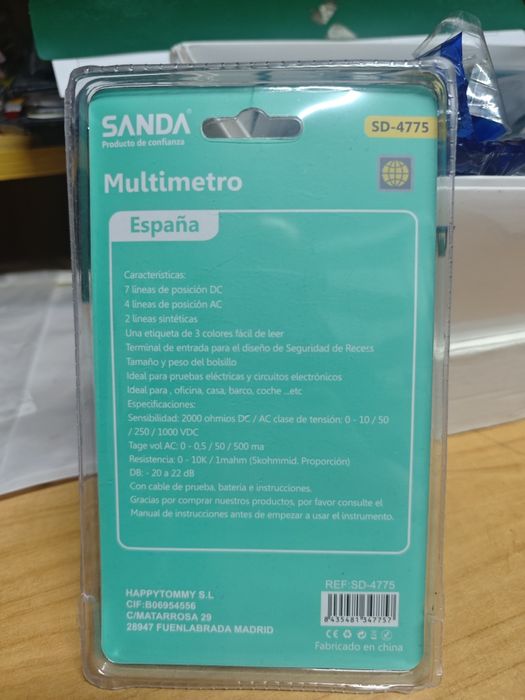 SANDA®
Producto de confianza
SD-4775
Multimetro
España
Características:
7 líneas de posición DC
4 líneas de posición AC
2 líneas sintéticas
Una etiqueta de 3 colores fácil de leer
Terminal de entrada para el diseño de Seguridad de Recess
Tamaño y peso del bolsillo
Ideal para pruebas eléctricas y circuitos electrónicos
Ideal para , oficina, casa, barco, coche ...etc
Especificaciones:
Sensibilidad: 2000 ohmios DC / AC clase de tensión: 0 - 10 / 50
/ 250 / 1000 VDC
Tage vol AC: 0 - 0,5 / 50 / 500 ma
Resistencia: 0 - 10K / 1mahm (5kohmmid. Proporción)
DB: - 20 a 22 dB
Con cable de prueba, bateria e instrucciones.
Gracias por comprar nuestros productos, por favor consulte el
Manual de instrucciones antes de empezar a usar el instrumento.
HAPPYTOMMY S.L
CIF:B06954556
C/MATARROSA 29
28947 FUENLABRADA MADRID
REF:SD-4775
8435481347757
CE
Fabricado en china